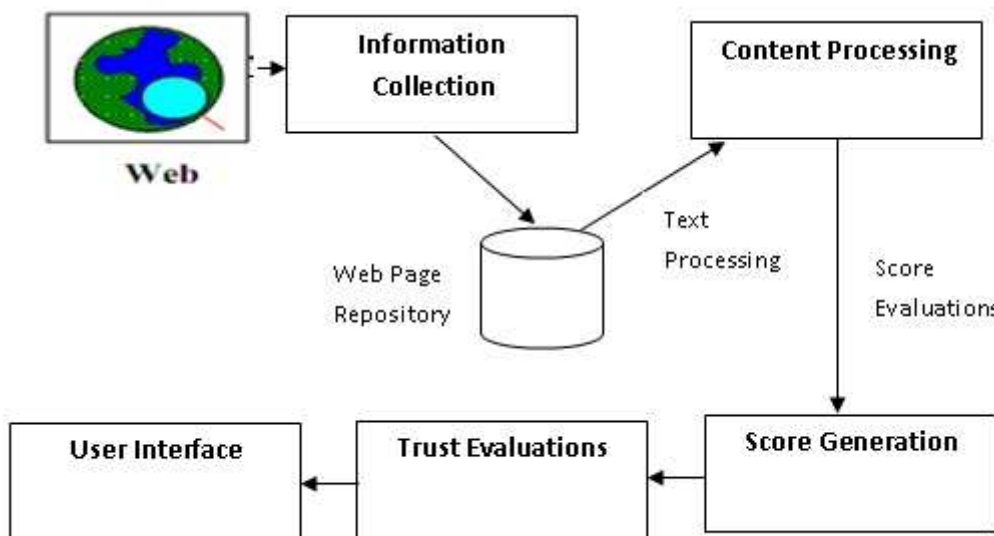 Information
Collection
Content Processing
Web
Text
Processing
Web Page
Repository
Score
Evaluations
User Interface
Trust Evaluations
Score Generation